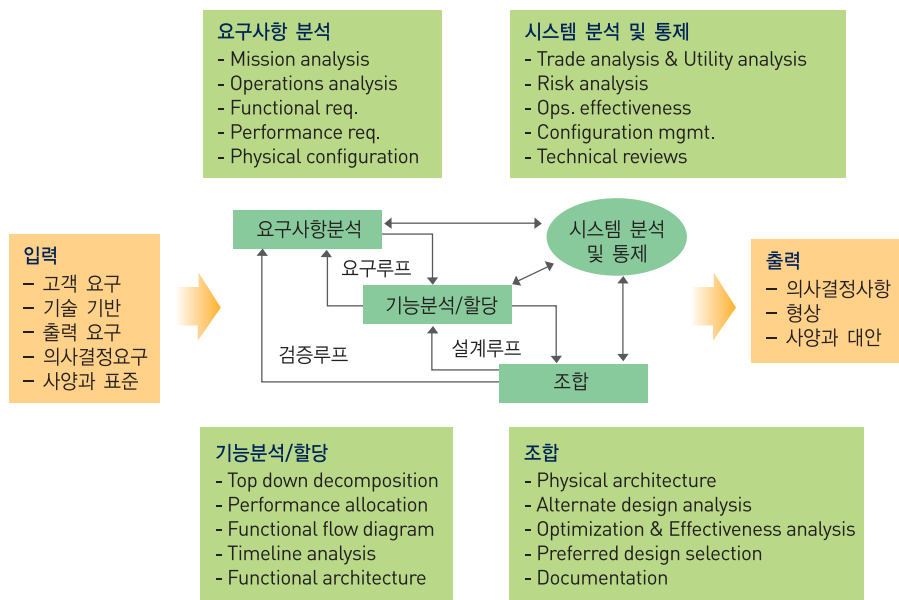 요구사항 분석
- Mission analysis
- Operations analysis
- Functional req.
- Performance req.
- Physical configuration
시스템 분석 및 통제
- Trade analysis & Utility analysis
- Risk analysis
- Ops. effectiveness
- Configuration mgmt.
- Technical reviews
입력
- 고객 요구
- 기술 기반
- 출력 요구
- 의사결정요구
- 사양과 표준
요구사항분석
시스템 분석
및 통제
요구루프
기능분석/할당
검증루프
설계루프
조합
출력
- 의사결정사항
- 형상
- 사양과 대안
기능분석/할당
- Top down decomposition
- Performance allocation
- Functional flow diagram
- Timeline analysis
- Functional architecture
조합
- Physical architecture
- Alternate design analysis
- Optimization & Effectiveness analysis
- Preferred design selection
- Documentation